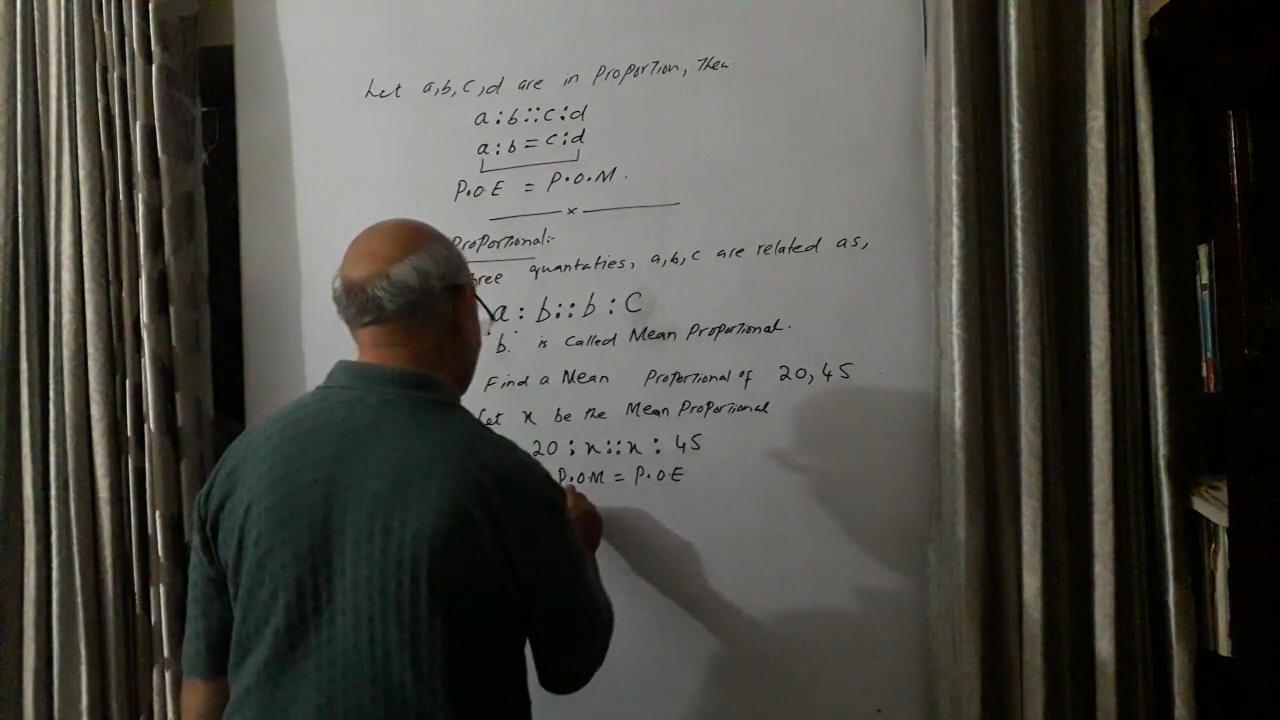 Let a,b,c,d are in Proportion, Then
a:b::c:d
a:b=c:d
P.O.E = P.O.M.
x
Proportional:-
quantaties, a,b,c are related as,
a : b::b : C
b. is Called Mean Proportional.
Find a Mean Proportional of 20,45
Let x be the Mean Proportional
20 : x::x : 45
P.O.M = P.O.E